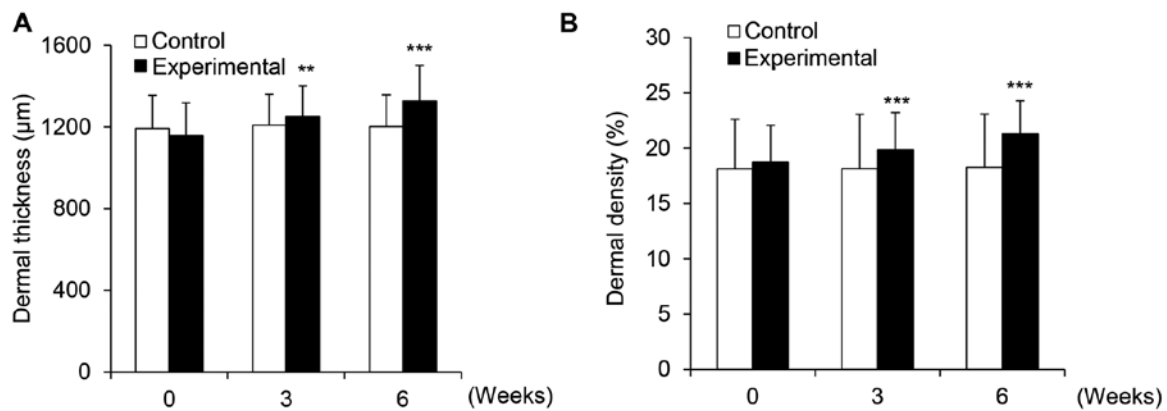 A
Dermal thickness (µm)
1600
1200
800
400
0
Control
Experimental
**
***
0 3 6 (Weeks)
B
Dermal density (%)
30
25
20
15
10
5
0
Control
Experimental
***
***
0 3 6 (Weeks)